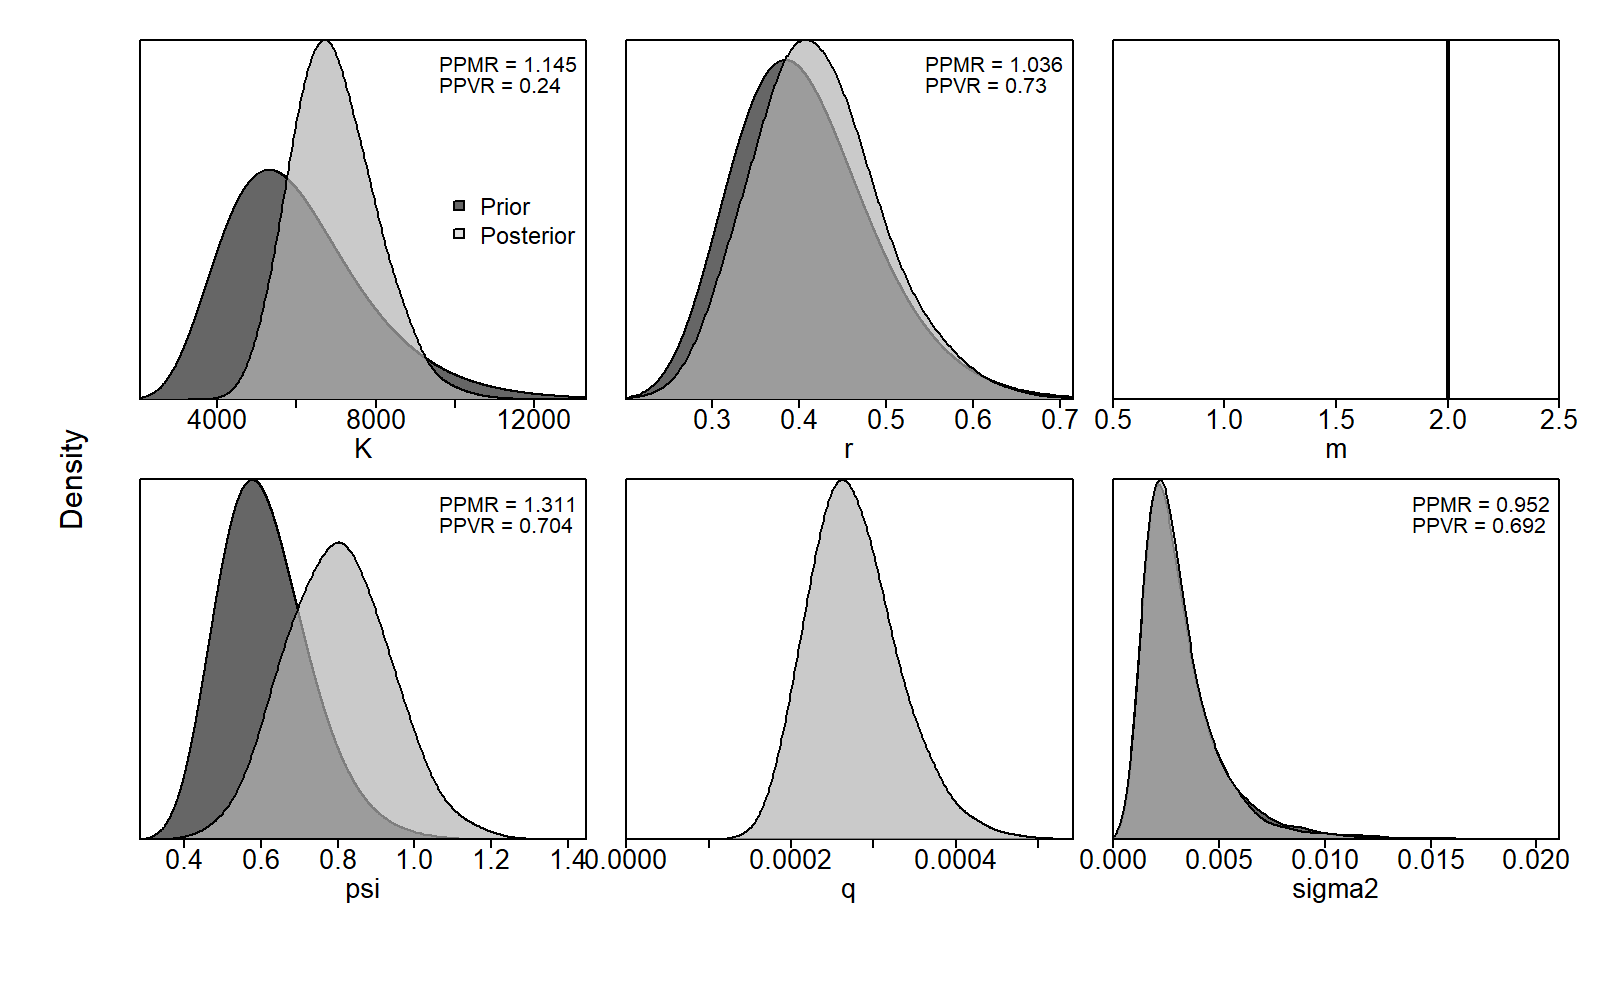 Density
PPMR = 1.145
PPVR = 0.24
Prior
Posterior
4000 8000 12000
K
PPMR = 1.036
PPVR = 0.73
0.3 0.4 0.5 0.6 0.7
r
0.5 1.0 1.5 2.0 2.5
m
PPMR = 1.311
PPVR = 0.704
0.4 0.6 0.8 1.0 1.2 1.4
psi
0.0000 0.0002 0.0004
q
PPMR = 0.952
PPVR = 0.692
0.000 0.005 0.010 0.015 0.020
sigma2